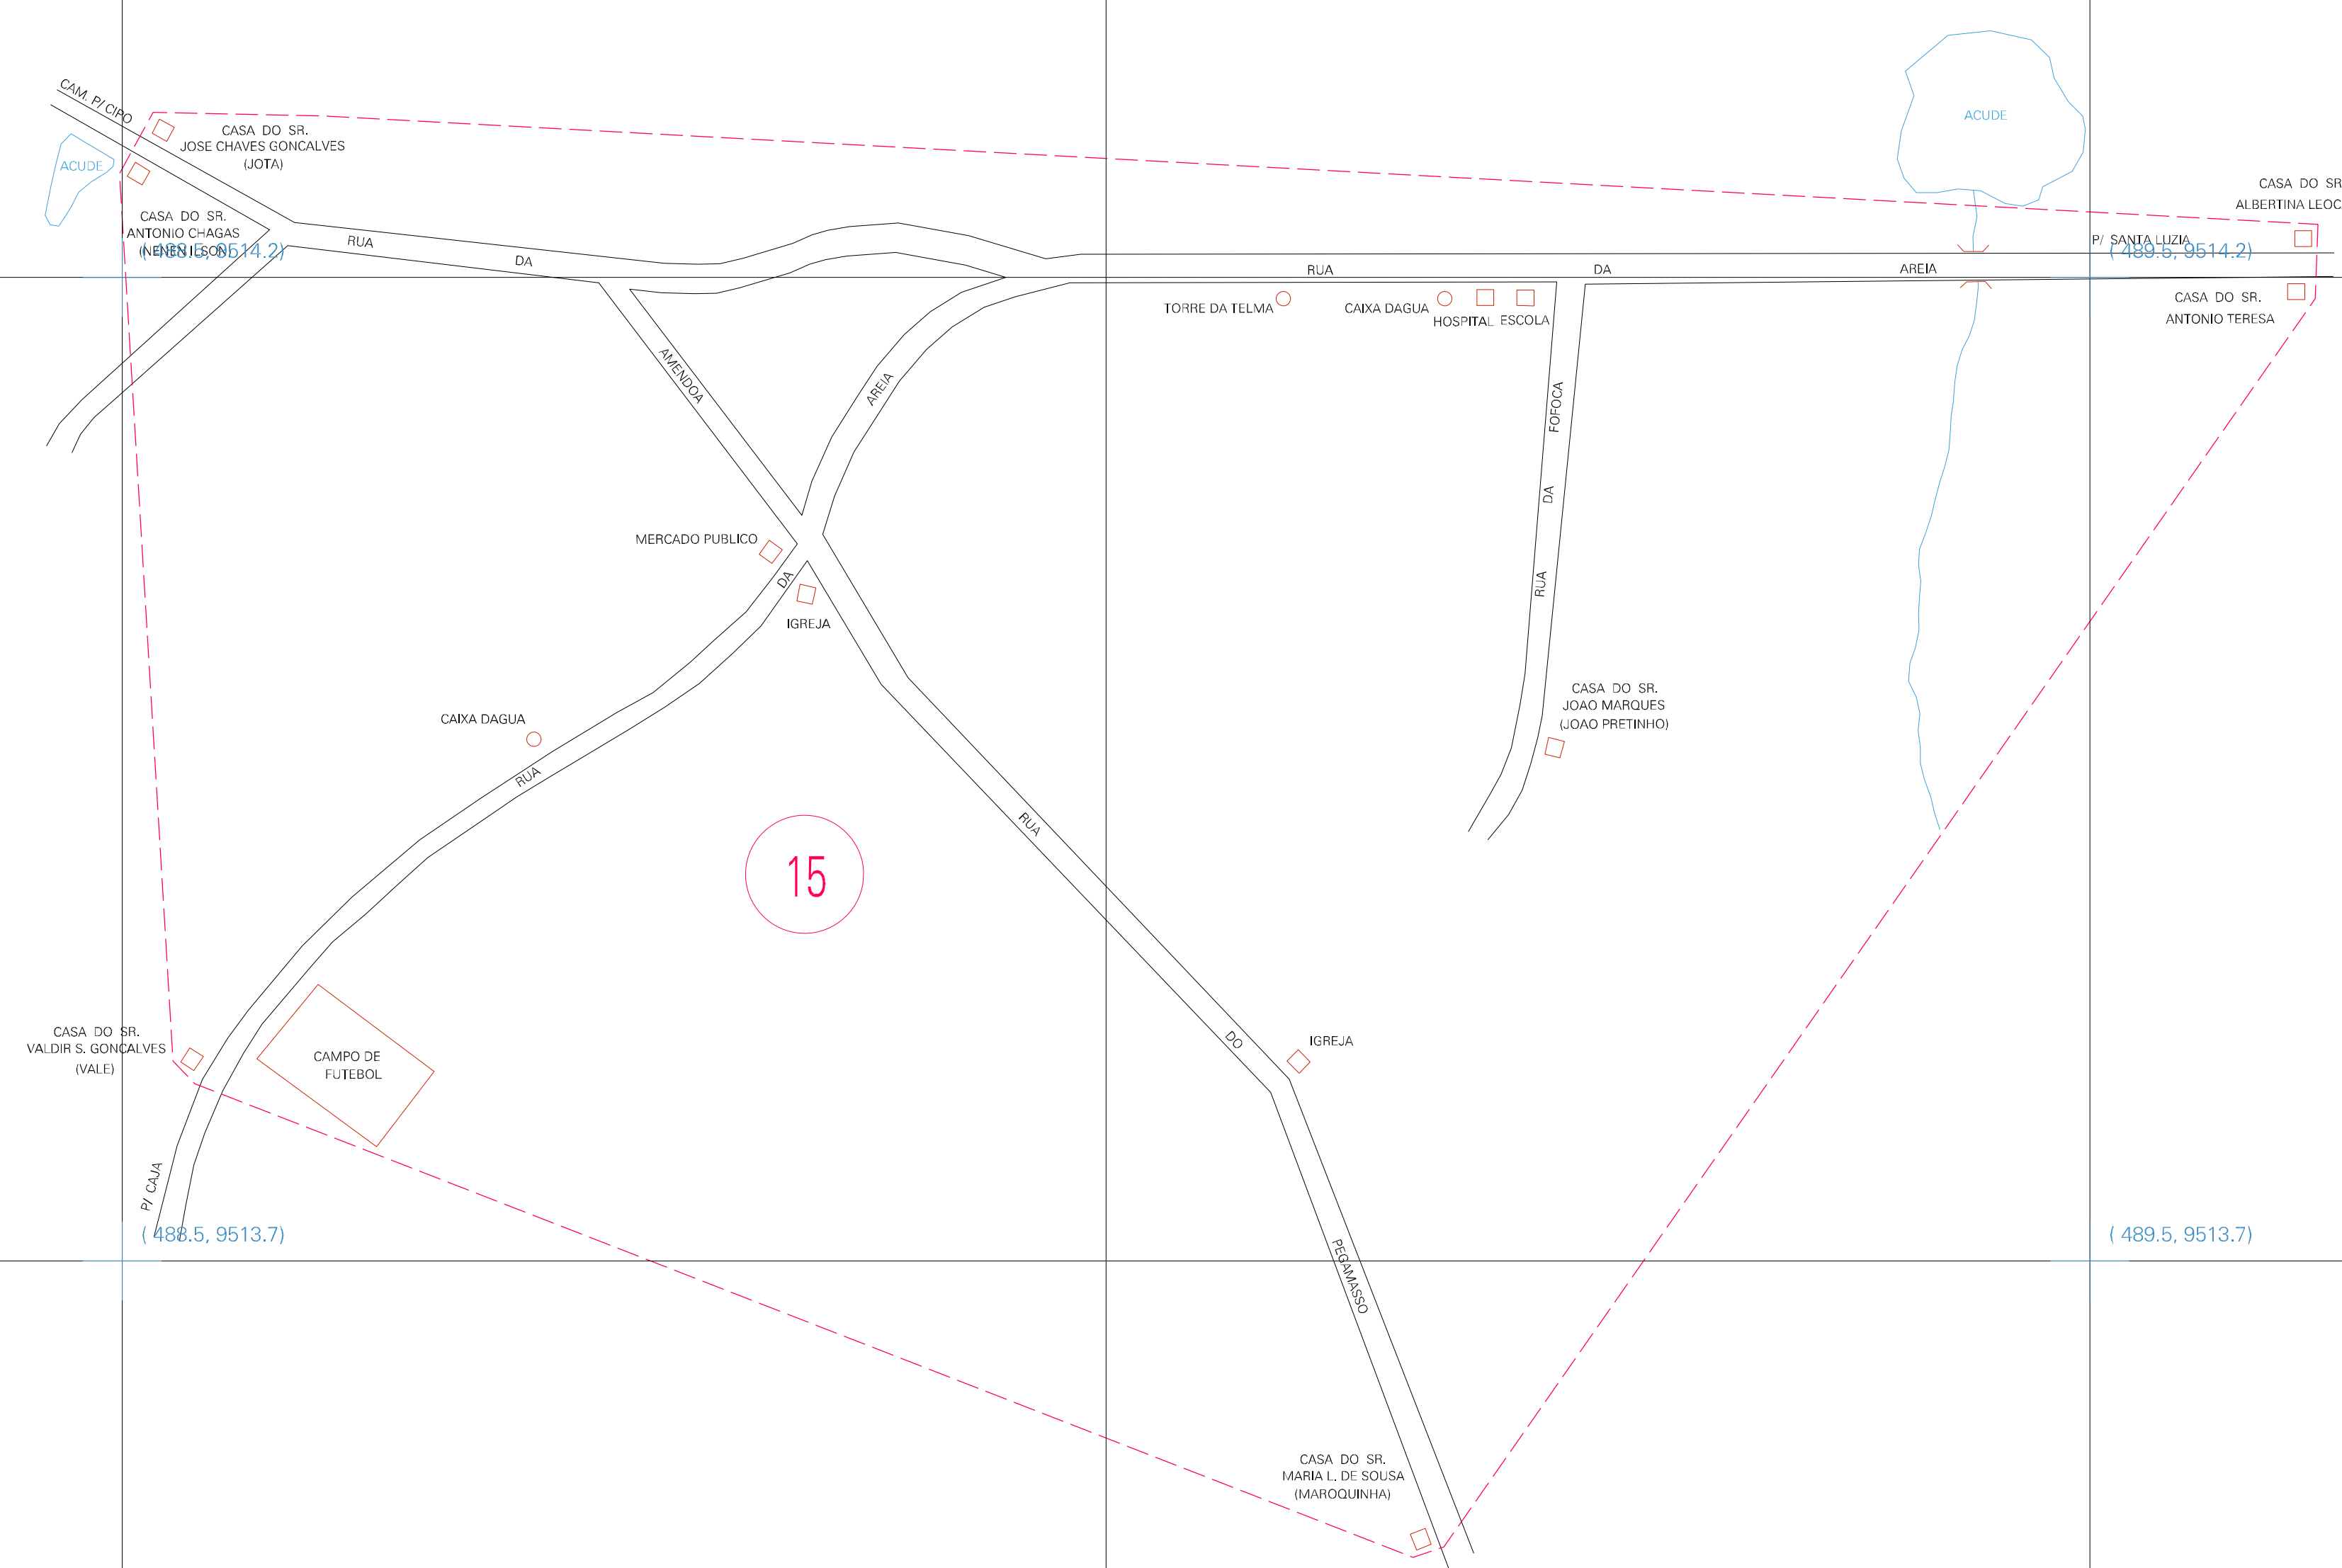 CAM. P/ CIPO
ACUDE
CASA DO SR.
JOSE CHAVES GONCALVES
(JOTA)
ACUDE
CASA DO SR.
ANTONIO CHAGAS
(NENEN ILSON)
( 488.5, 9514.2)
CASA DO SR
ALBERTINA LEOC
P/ SANTA LUZIA
( 489.5, 9514.2)
RUA
DA
AMENDOA
RUA
DA
AREIA
TORRE DA TELMA
CAIXA DAGUA
HOSPITAL
ESCOLA
CASA DO SR.
ANTONIO TERESA
AREIA
DA
RUA
FOFOCA
DA
RUA
MERCADO PUBLICO
IGREJA
CASA DO SR.
JOAO MARQUES
(JOAO PRETINHO)
CAIXA DAGUA
15
RUA
DO
PEGAMASSO
IGREJA
CASA DO SR.
VALDIR S. GONCALVES
(VALE)
CAMPO DE
FUTEBOL
P/ CAJA
( 488.5, 9513.7)
( 489.5, 9513.7)
CASA DO SR.
MARIA L. DE SOUSA
(MAROQUINHA)